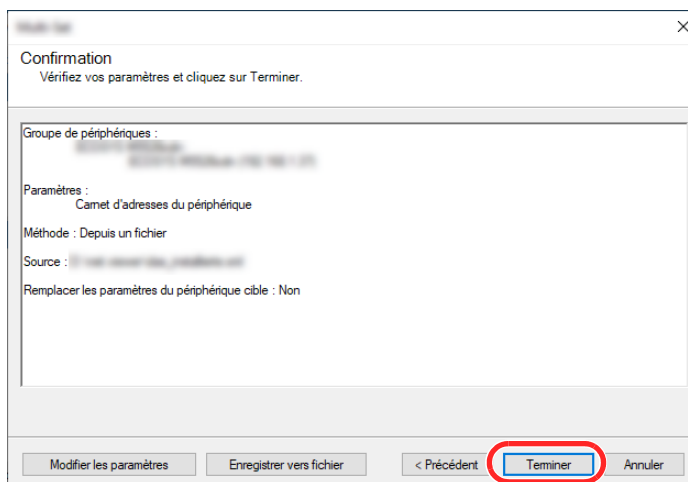 Confirmation
Vérifiez vos paramètres et cliquez sur Terminer.
Groupe de périphériques :
Paramètres :
Carnet d'adresses du périphérique
Méthode : Depuis un fichier
Source :
Remplacer les paramètres du périphérique cible : Non
Modifier les paramètres
Enregistrer vers fichier
< Précédent
Terminer
Annuler